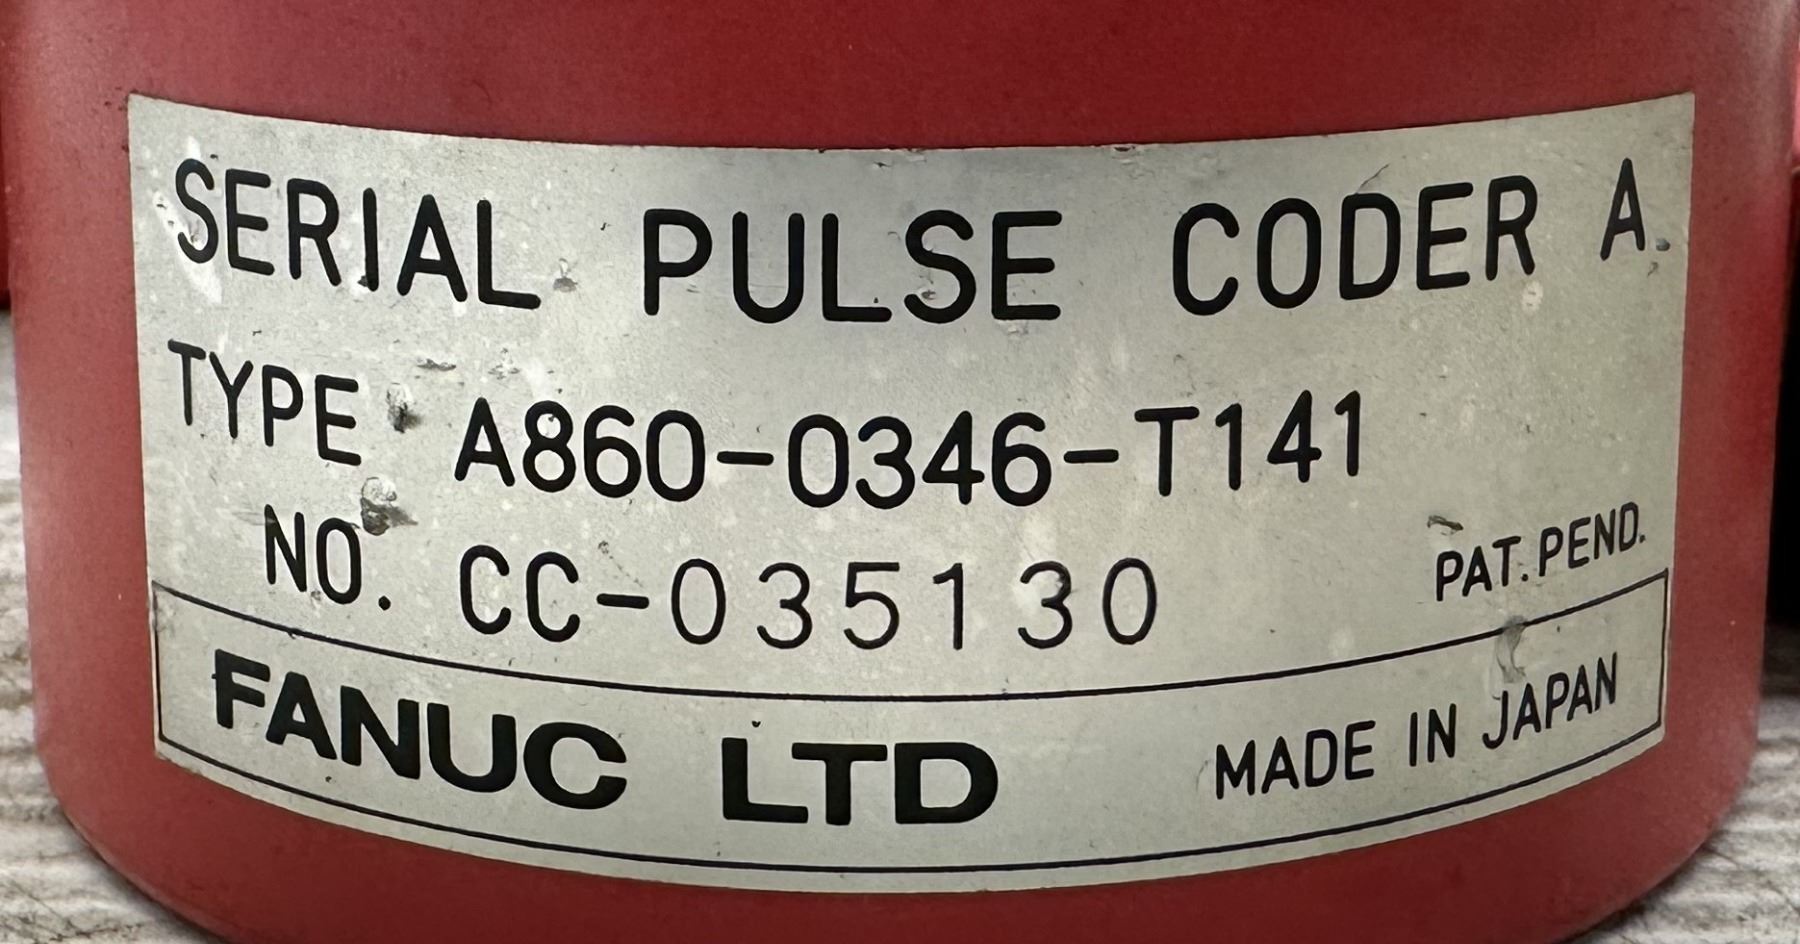 SERIAL PULSE CODER A
TYPE A860-0346-T141
NO. CC-035130
PAT. PEND.
FANUC LTD MADE IN JAPAN